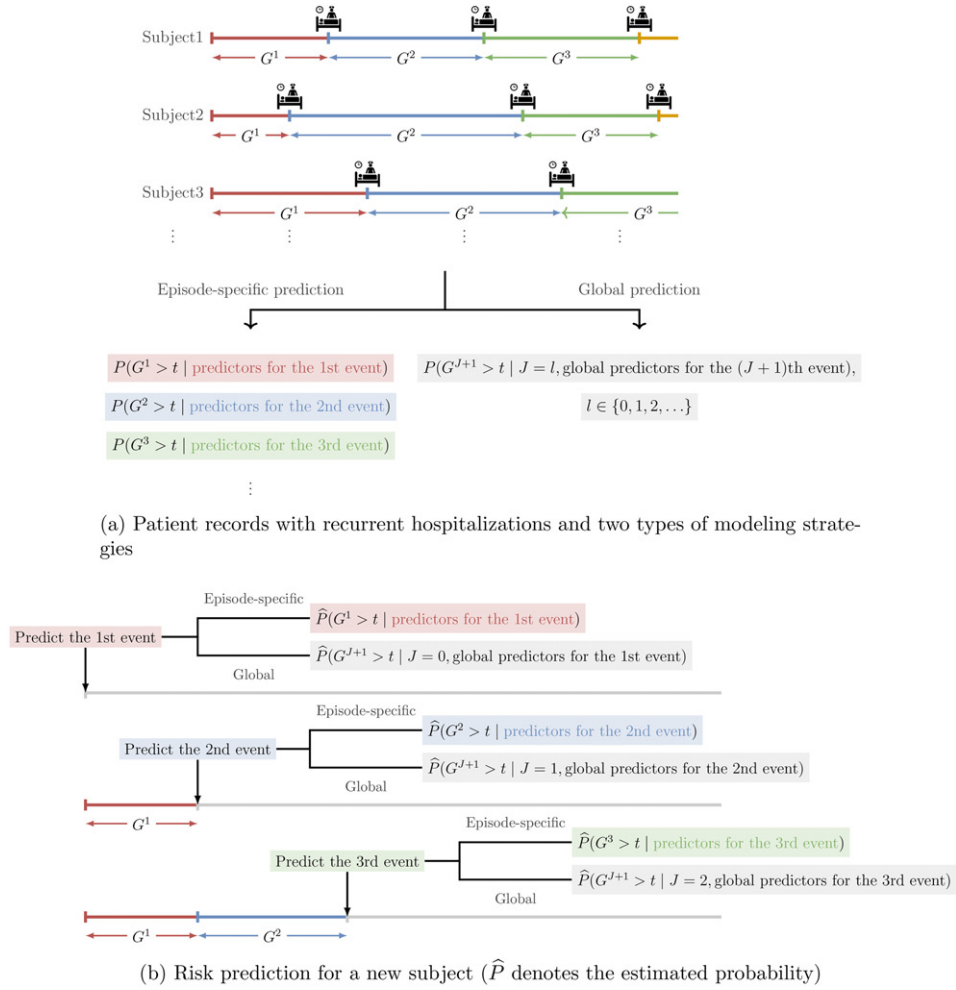 Subject1
G¹ G² G³
Subject2
G¹ G² G³
Subject3
G¹ G² G³
⋮ ⋮ ⋮ ⋮
Episode-specific prediction Global prediction
P(G¹ > t | predictors for the 1st event) P(G^{J+1} > t | J = l, global predictors for the (J + 1)th event),
P(G² > t | predictors for the 2nd event) l ∈ {0, 1, 2, …}
P(G³ > t | predictors for the 3rd event)
⋮
(a) Patient records with recurrent hospitalizations and two types of modeling strate-
gies
Episode-specific
P̂(G¹ > t | predictors for the 1st event)
Predict the 1st event
P̂(G^{J+1} > t | J = 0, global predictors for the 1st event)
Global
Episode-specific
P̂(G² > t | predictors for the 2nd event)
Predict the 2nd event
P̂(G^{J+1} > t | J = 1, global predictors for the 2nd event)
Global
G¹
Episode-specific
P̂(G³ > t | predictors for the 3rd event)
Predict the 3rd event
P̂(G^{J+1} > t | J = 2, global predictors for the 3rd event)
Global
G¹ G²
(b) Risk prediction for a new subject (P̂ denotes the estimated probability)